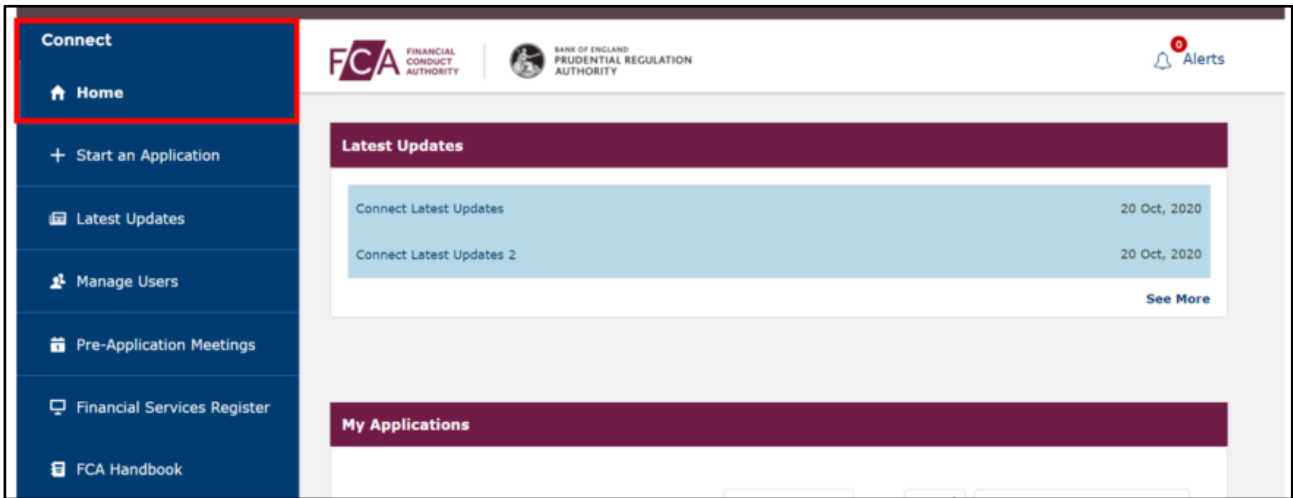 Connect
Home
Start an Application
Latest Updates
Manage Users
Pre-Application Meetings
Financial Services Register
FCA Handbook
FCA FINANCIAL
CONDUCT
AUTHORITY
BANK OF ENGLAND
PRUDENTIAL REGULATION
AUTHORITY
0
Alerts
Latest Updates
Connect Latest Updates 20 Oct, 2020
Connect Latest Updates 2 20 Oct, 2020
See More
My Applications